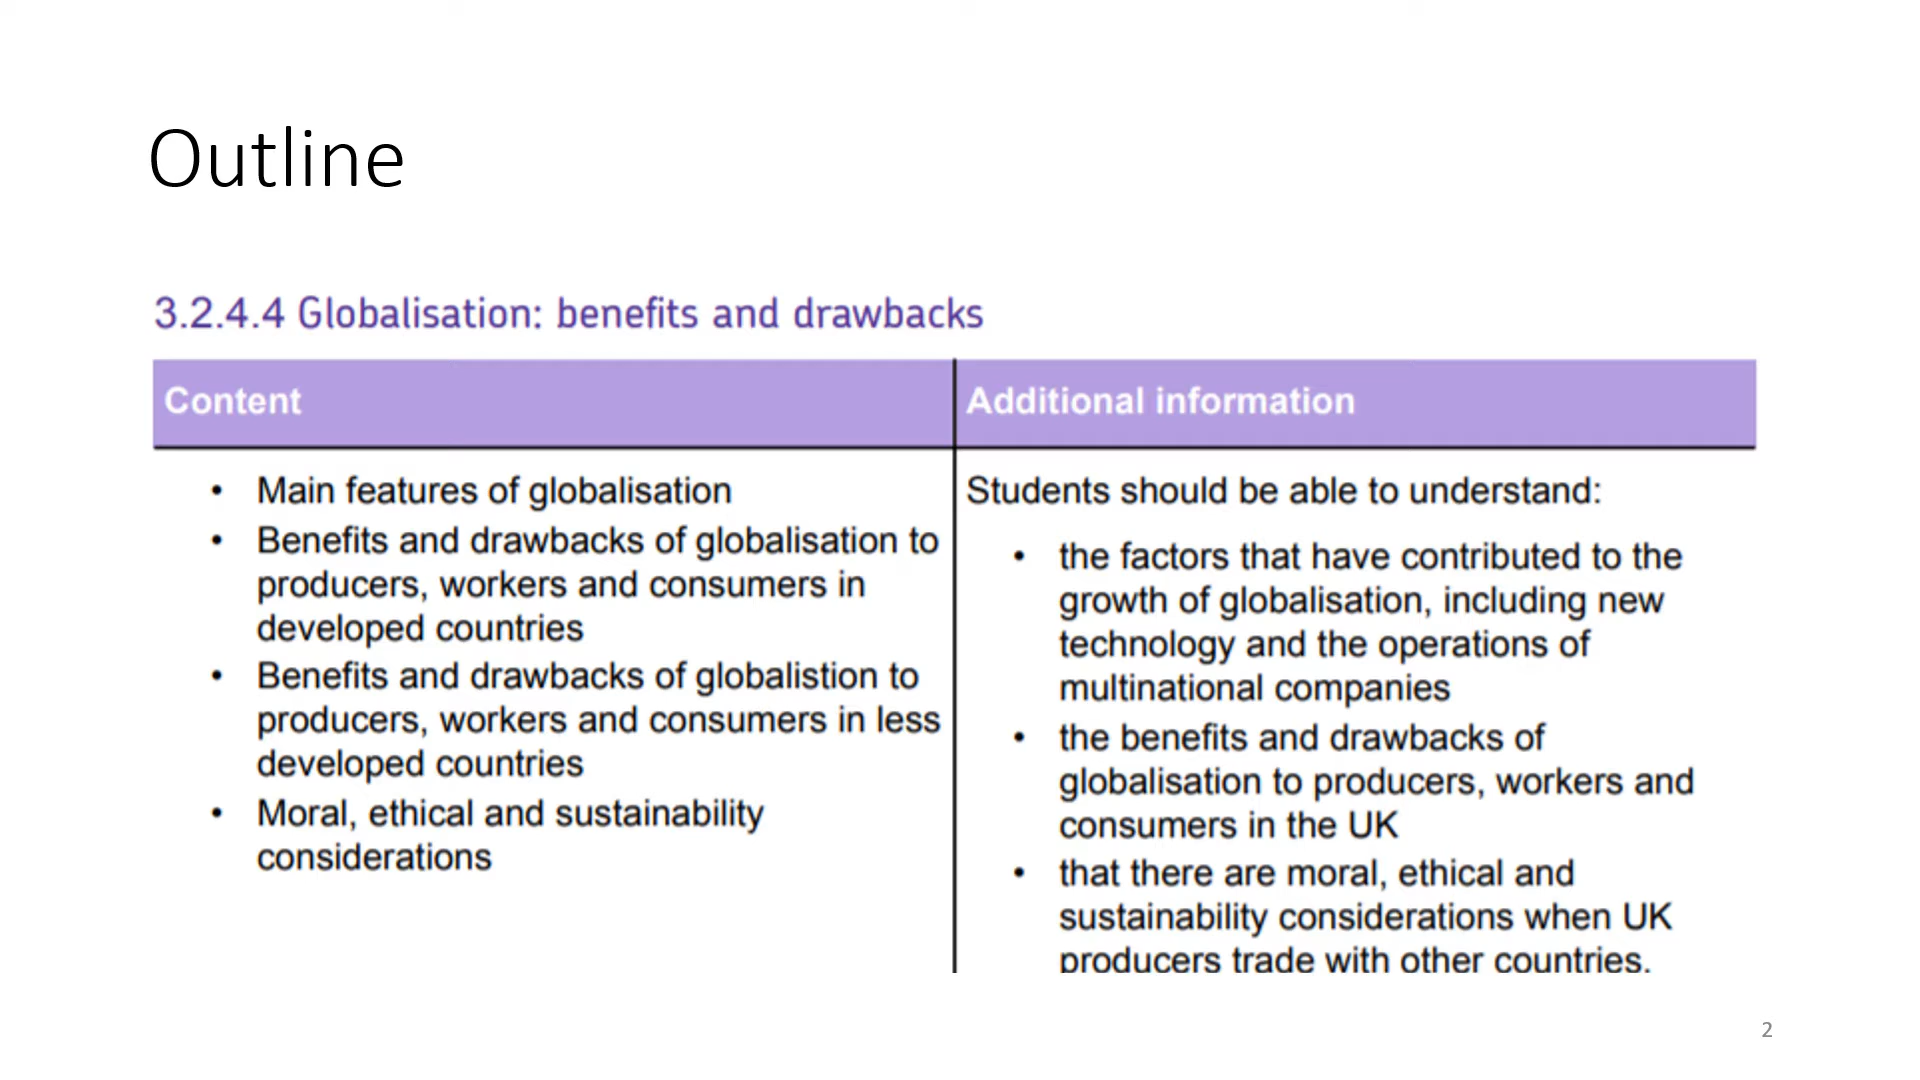 Outline
3.2.4.4 Globalisation: benefits and drawbacks
Content
• Main features of globalisation
• Benefits and drawbacks of globalisation to
producers, workers and consumers in
developed countries
• Benefits and drawbacks of globalistion to
producers, workers and consumers in less
developed countries
• Moral, ethical and sustainability
considerations
Additional information
Students should be able to understand:
• the factors that have contributed to the
growth of globalisation, including new
technology and the operations of
multinational companies
• the benefits and drawbacks of
globalisation to producers, workers and
consumers in the UK
• that there are moral, ethical and
sustainability considerations when UK
producers trade with other countries.
2